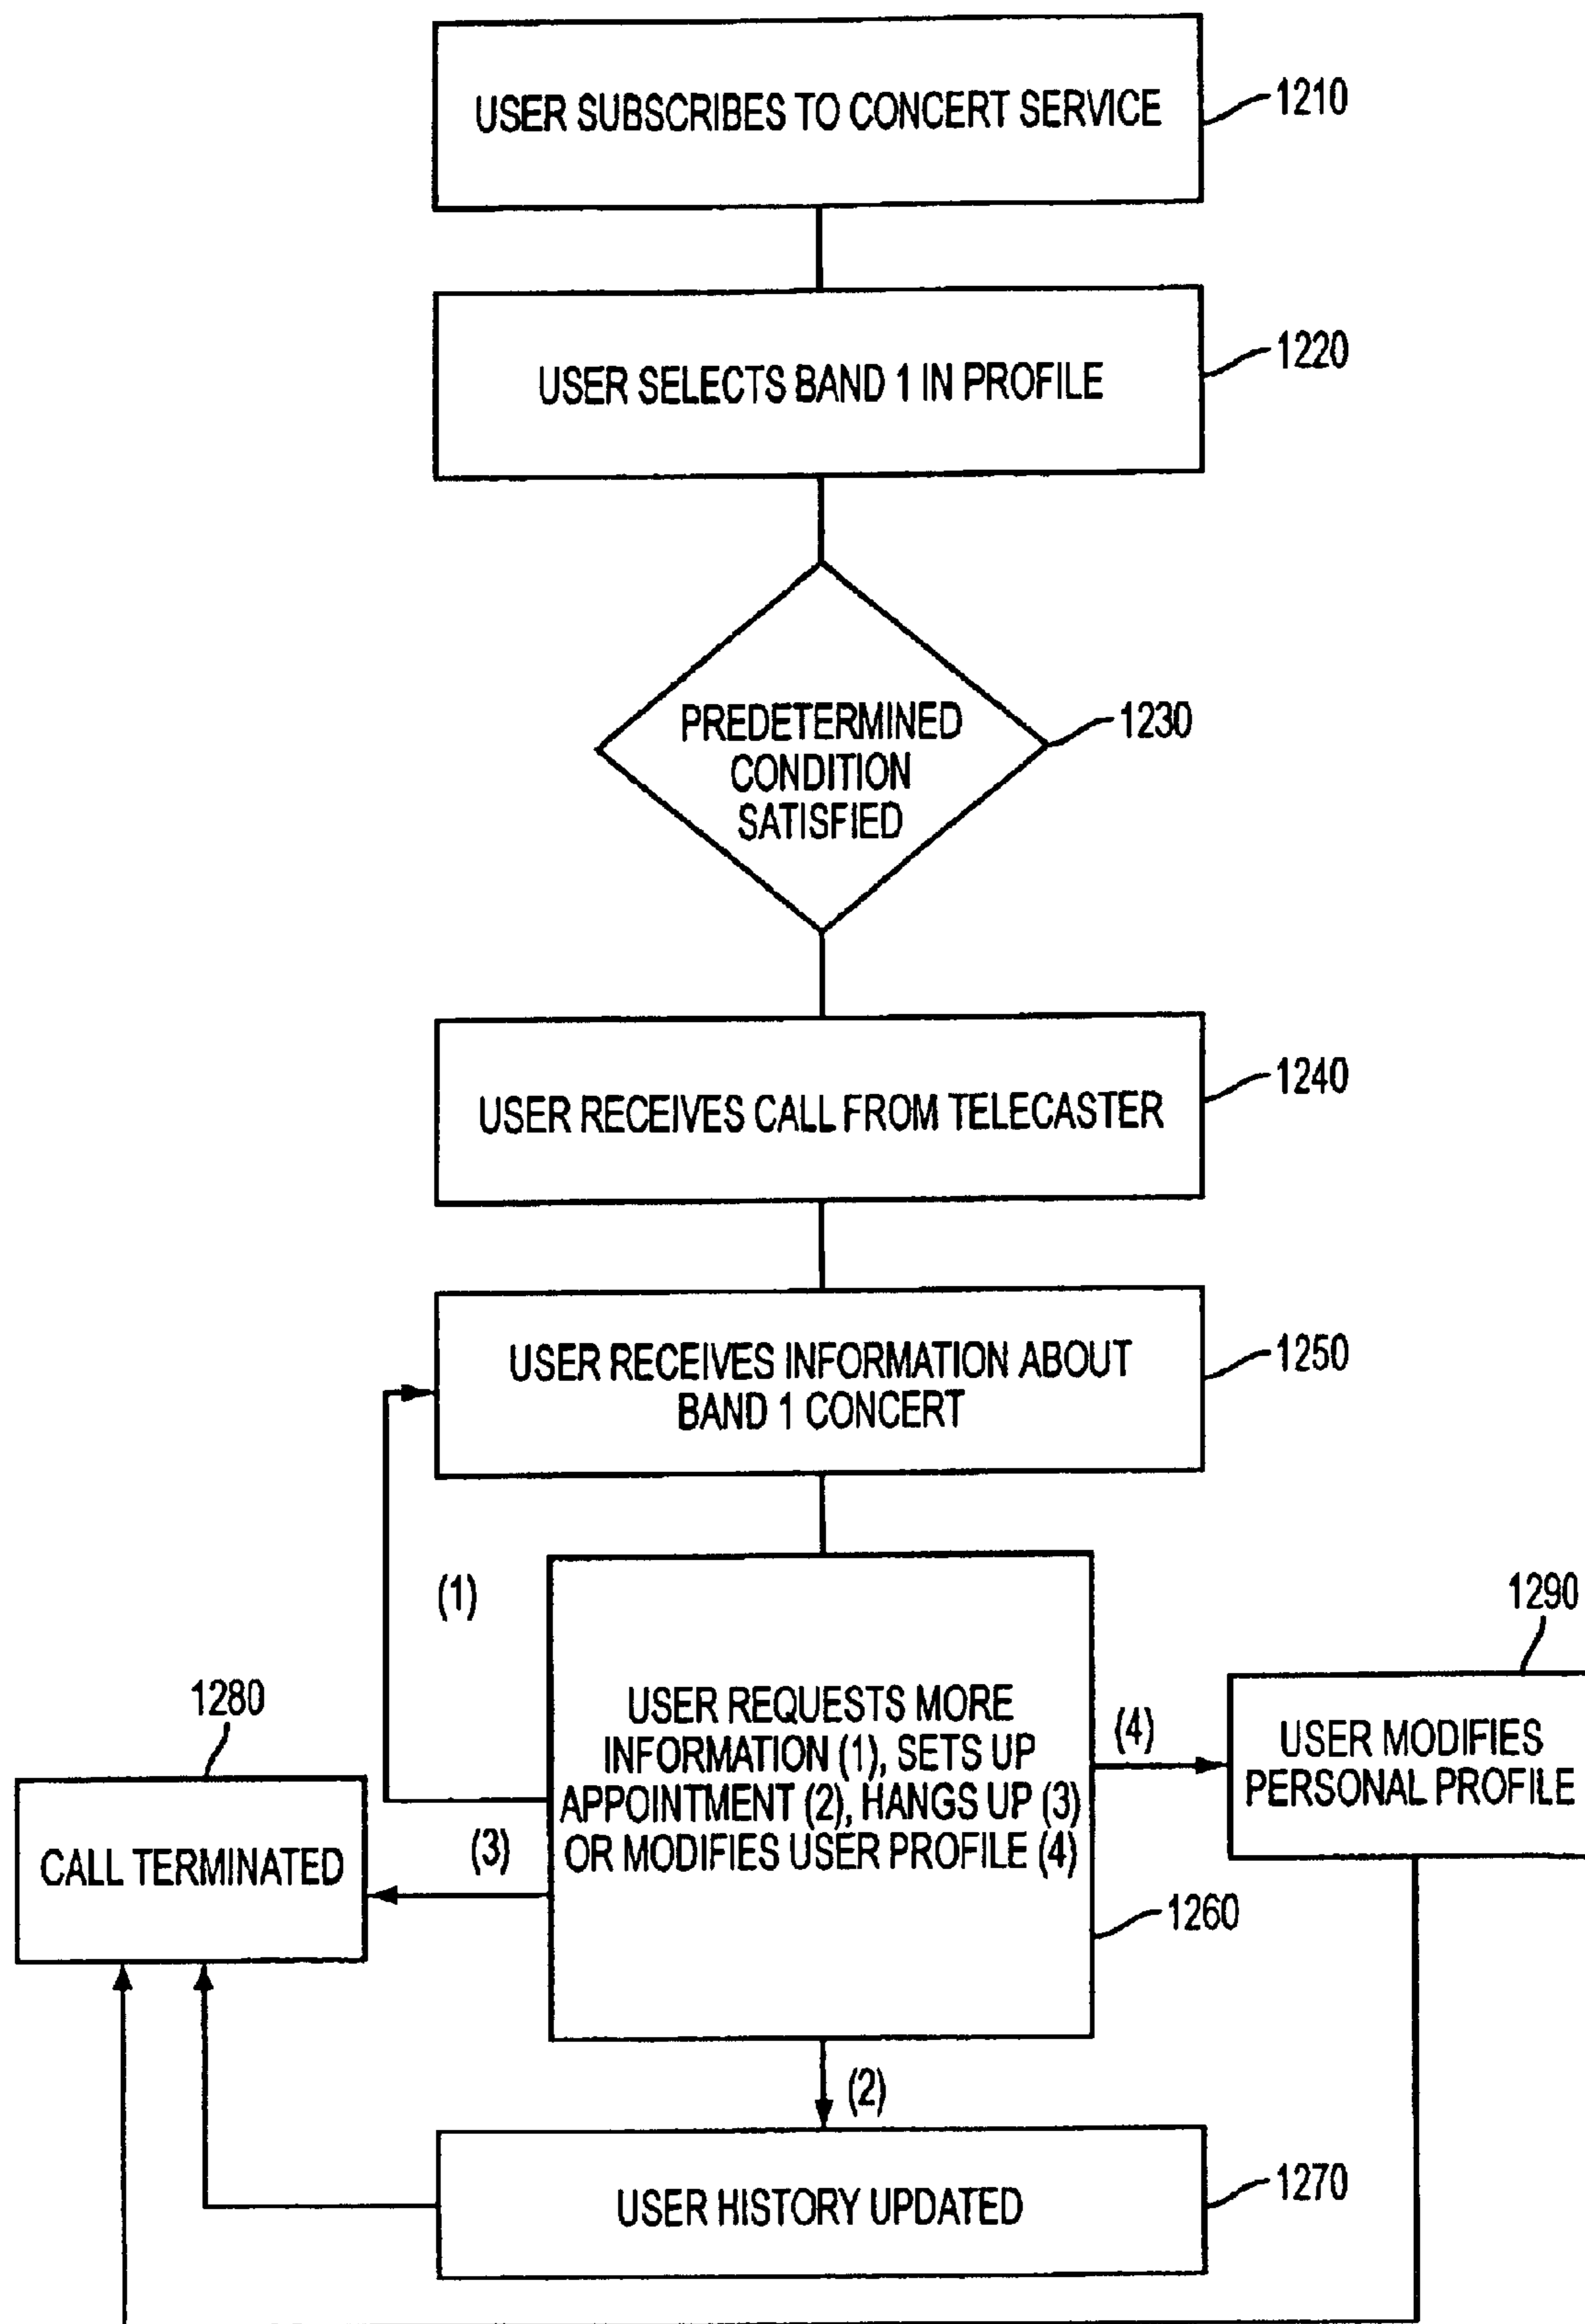 USER SUBSCRIBES TO CONCERT SERVICE
1210
USER SELECTS BAND 1 IN PROFILE
1220
PREDETERMINED
CONDITION
SATISFIED
1230
USER RECEIVES CALL FROM TELECASTER
1240
USER RECEIVES INFORMATION ABOUT
BAND 1 CONCERT
1250
(1)
USER REQUESTS MORE
INFORMATION (1), SETS UP
APPOINTMENT (2), HANGS UP (3)
OR MODIFIES USER PROFILE (4)
1260
(4)
1290
USER MODIFIES
PERSONAL PROFILE
1280
CALL TERMINATED
(3)
(2)
USER HISTORY UPDATED
1270